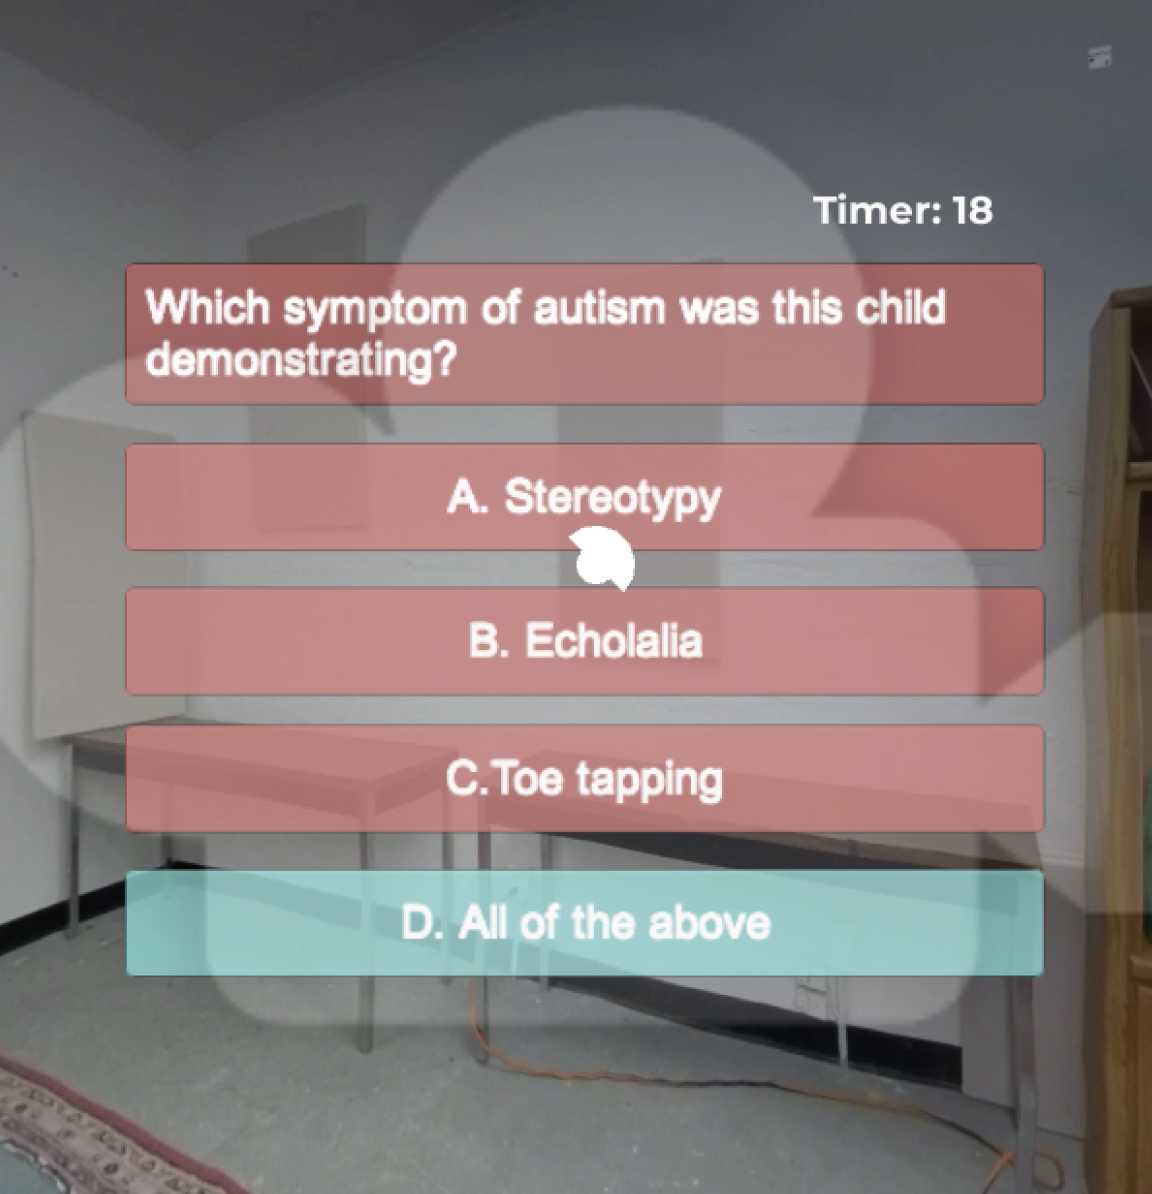 Timer: 18
Which symptom of autism was this child
demonstrating?
A. Stereotypy
B. Echolalia
C.Toe tapping
D. All of the above